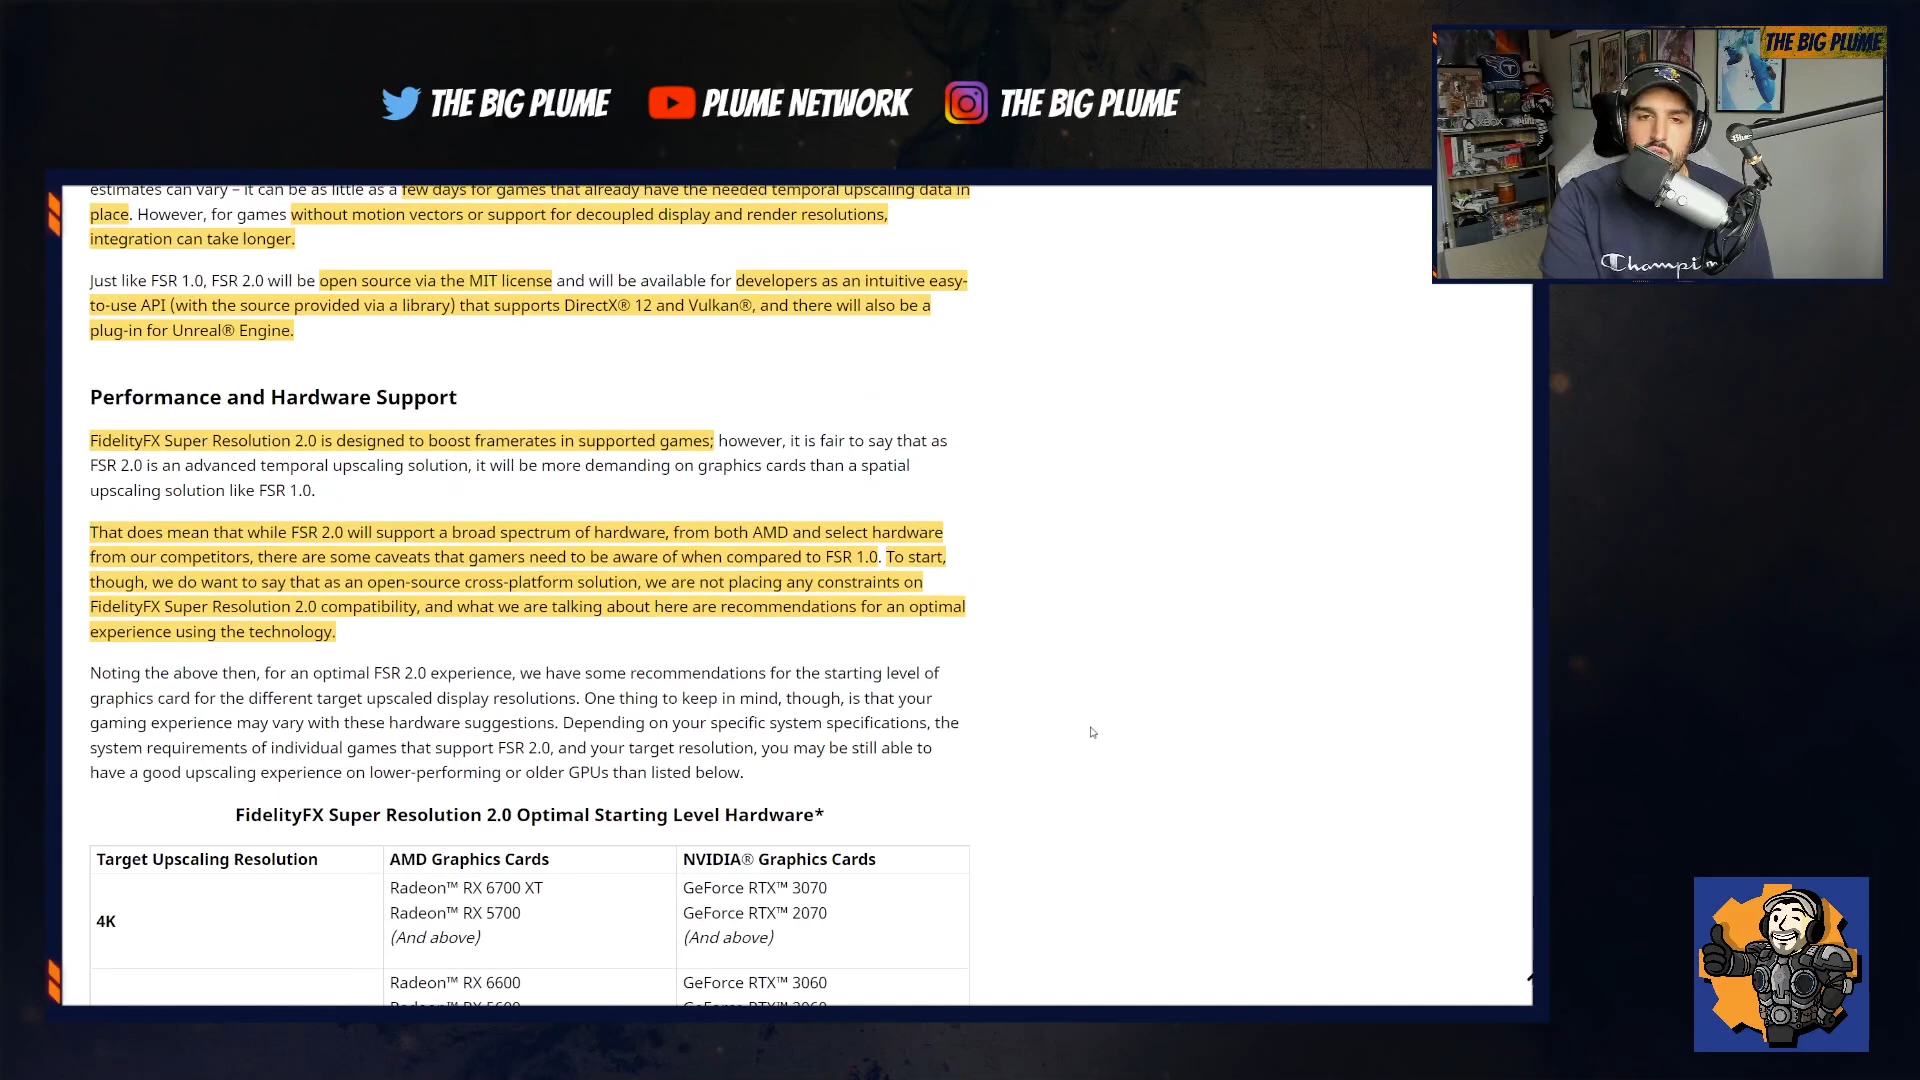 THE BIG PLUME
PLUME NETWORK
THE BIG PLUME
THE BIG PLUME
XBOX
Blue
Champi
estimates can vary – it can be as little as a few days for games that already have the needed temporal upscaling data in
place. However, for games without motion vectors or support for decoupled display and render resolutions,
integration can take longer.
Just like FSR 1.0, FSR 2.0 will be open source via the MIT license and will be available for developers as an intuitive easy-
to-use API (with the source provided via a library) that supports DirectX® 12 and Vulkan®, and there will also be a
plug-in for Unreal® Engine.
Performance and Hardware Support
FidelityFX Super Resolution 2.0 is designed to boost framerates in supported games; however, it is fair to say that as
FSR 2.0 is an advanced temporal upscaling solution, it will be more demanding on graphics cards than a spatial
upscaling solution like FSR 1.0.
That does mean that while FSR 2.0 will support a broad spectrum of hardware, from both AMD and select hardware
from our competitors, there are some caveats that gamers need to be aware of when compared to FSR 1.0. To start,
though, we do want to say that as an open-source cross-platform solution, we are not placing any constraints on
FidelityFX Super Resolution 2.0 compatibility, and what we are talking about here are recommendations for an optimal
experience using the technology.
Noting the above then, for an optimal FSR 2.0 experience, we have some recommendations for the starting level of
graphics card for the different target upscaled display resolutions. One thing to keep in mind, though, is that your
gaming experience may vary with these hardware suggestions. Depending on your specific system specifications, the
system requirements of individual games that support FSR 2.0, and your target resolution, you may be still able to
have a good upscaling experience on lower-performing or older GPUs than listed below.
FidelityFX Super Resolution 2.0 Optimal Starting Level Hardware*
Target Upscaling Resolution AMD Graphics Cards NVIDIA® Graphics Cards
4K
Radeon™ RX 6700 XT
Radeon™ RX 5700
(And above)
GeForce RTX™ 3070
GeForce RTX™ 2070
(And above)
Radeon™ RX 6600
Radeon™ RX 5600
GeForce RTX™ 3060
GeForce RTX™ 2060